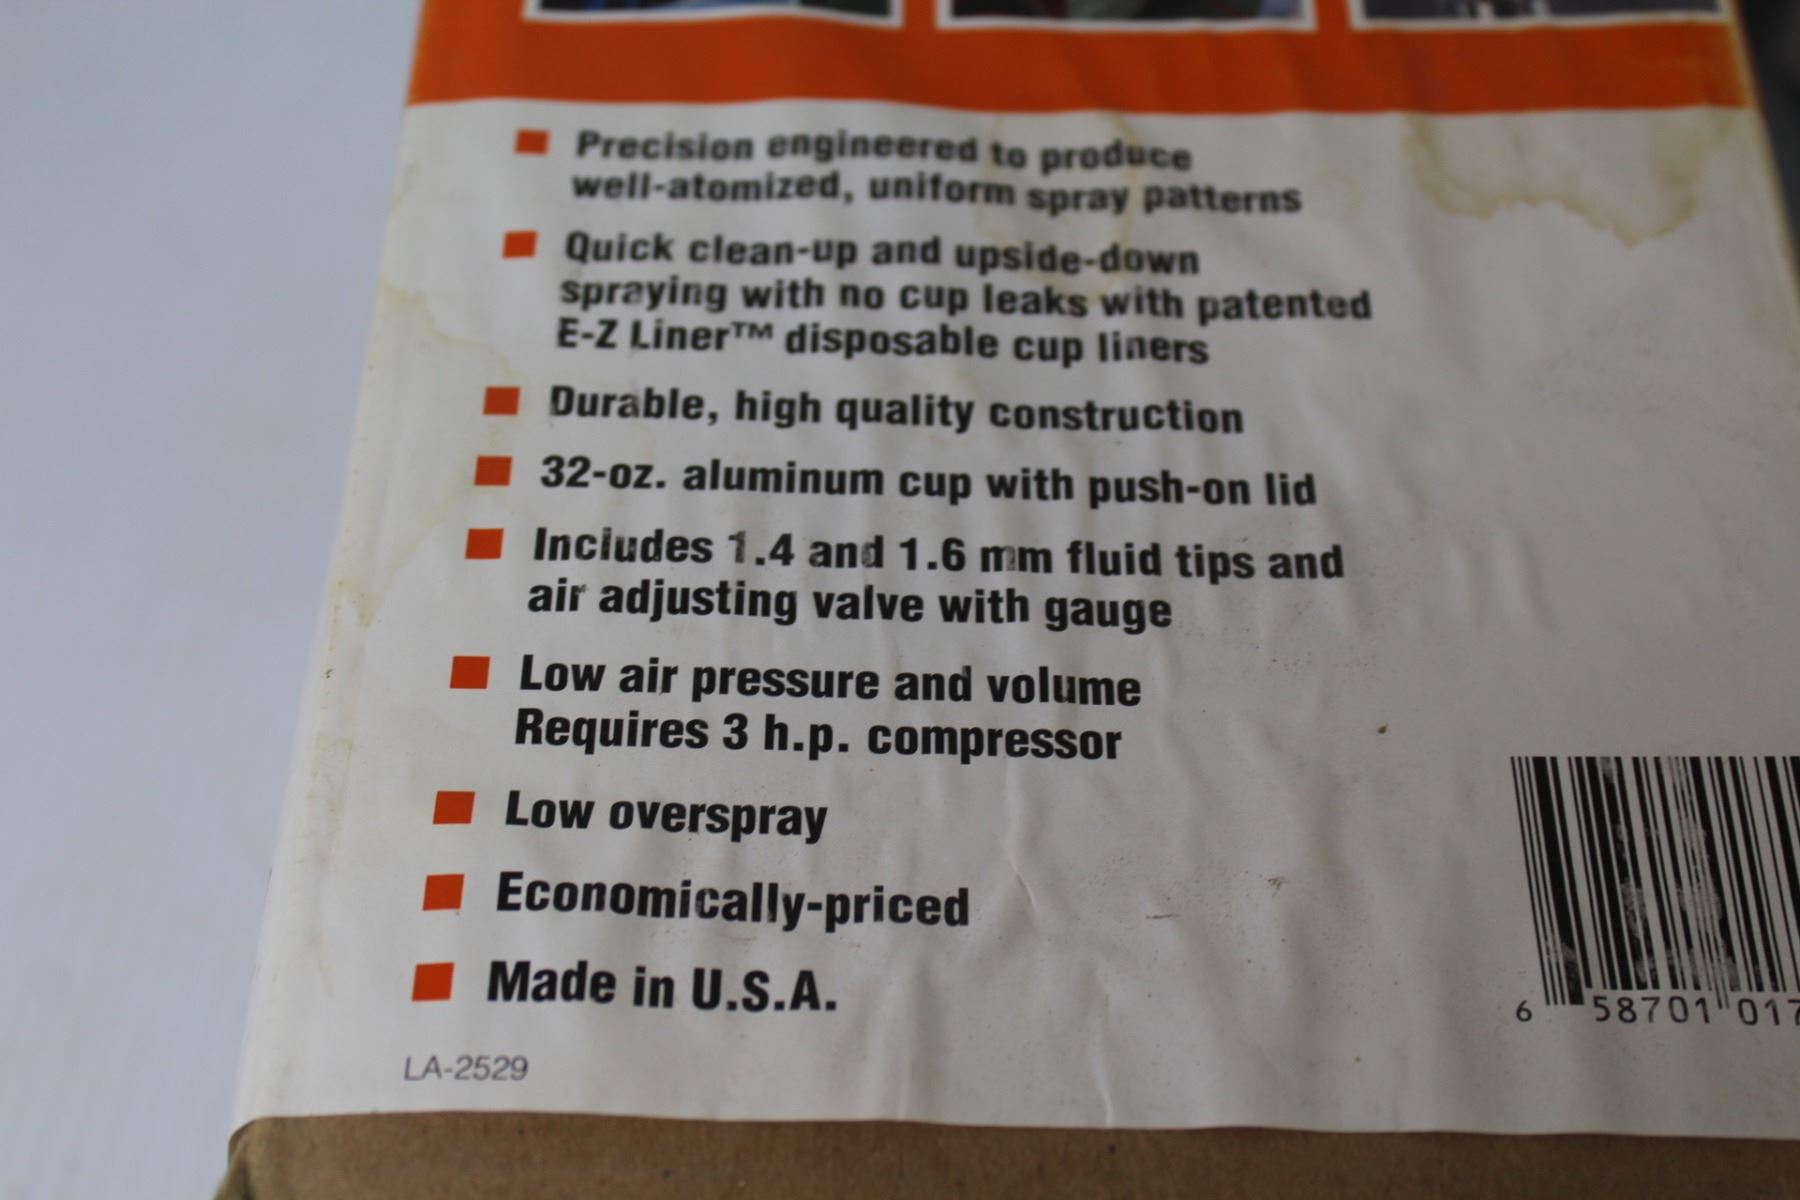 Precision engineered to produce
well-atomized, uniform spray patterns
Quick clean-up and upside-down
spraying with no cup leaks with patented
E-Z Liner™ disposable cup liners
Durable, high quality construction
32-oz. aluminum cup with push-on lid
Includes 1.4 and 1.6 mm fluid tips and
air adjusting valve with gauge
Low air pressure and volume
Requires 3 h.p. compressor
Low overspray
Economically-priced
Made in U.S.A.
6 58701 017
LA-2529